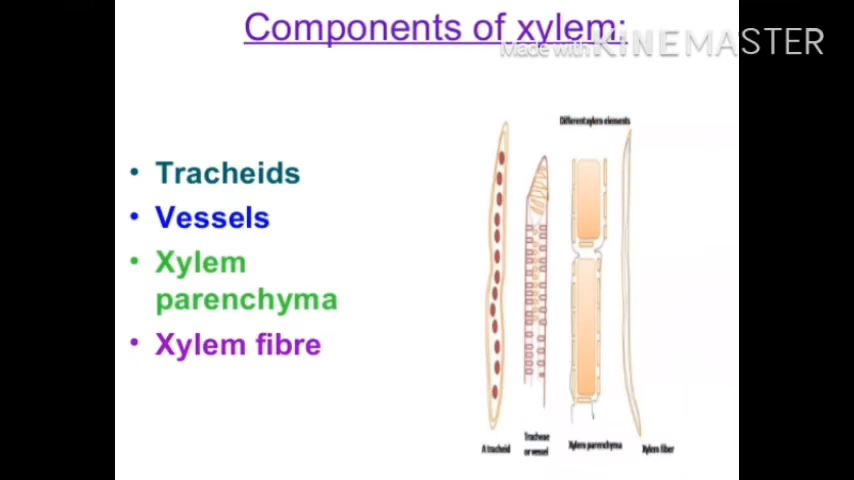 Components of xylem:
Made with KINEMASTER
Different xylem elements
• Tracheids
• Vessels
• Xylem
parenchyma
• Xylem fibre
A tracheid
Tracheae
or vessel
Xylem parenchyma
Xylem fiber